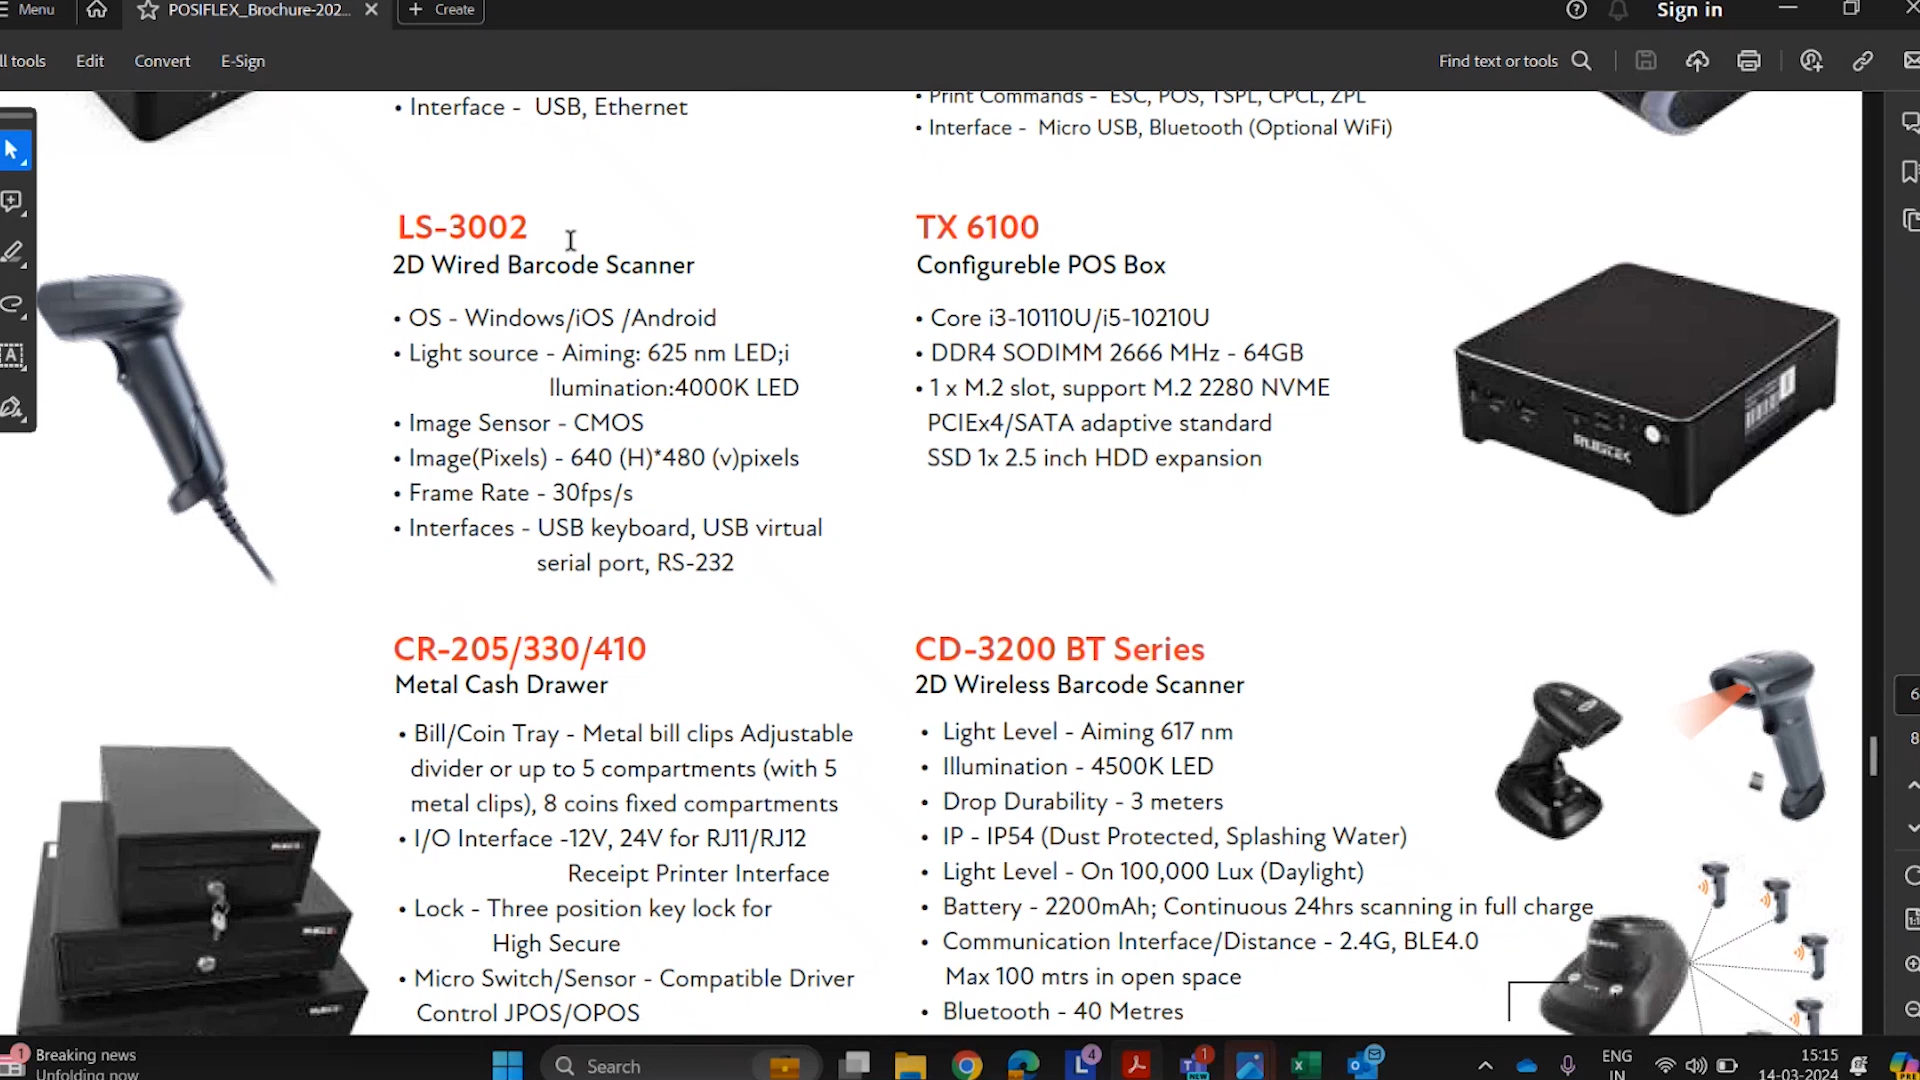 Menu
POSIFLEX_Brochure-202...
Create
Sign in
ll tools
Edit
Convert
E-Sign
Find text or tools
• Interface - USB, Ethernet
• Print Commands - ESC, POS, TSPL, CPCL, ZPL
• Interface - Micro USB, Bluetooth (Optional WiFi)
LS-3002
2D Wired Barcode Scanner
• OS - Windows/iOS /Android
• Light source - Aiming: 625 nm LED;i
llumination:4000K LED
• Image Sensor - CMOS
• Image(Pixels) - 640 (H)*480 (v)pixels
• Frame Rate - 30fps/s
• Interfaces - USB keyboard, USB virtual
serial port, RS-232
TX 6100
Configureble POS Box
• Core i3-10110U/i5-10210U
• DDR4 SODIMM 2666 MHz - 64GB
• 1 x M.2 slot, support M.2 2280 NVME
PCIEx4/SATA adaptive standard
SSD 1x 2.5 inch HDD expansion
RUGTEK
CR-205/330/410
Metal Cash Drawer
• Bill/Coin Tray - Metal bill clips Adjustable
divider or up to 5 compartments (with 5
metal clips), 8 coins fixed compartments
• I/O Interface -12V, 24V for RJ11/RJ12
Receipt Printer Interface
• Lock - Three position key lock for
High Secure
• Micro Switch/Sensor - Compatible Driver
Control JPOS/OPOS
CD-3200 BT Series
2D Wireless Barcode Scanner
• Light Level - Aiming 617 nm
• Illumination - 4500K LED
• Drop Durability - 3 meters
• IP - IP54 (Dust Protected, Splashing Water)
• Light Level - On 100,000 Lux (Daylight)
• Battery - 2200mAh; Continuous 24hrs scanning in full charge
• Communication Interface/Distance - 2.4G, BLE4.0
Max 100 mtrs in open space
• Bluetooth - 40 Metres
6
8
1
Breaking news
Unfolding now
Search
4
1
NEW
ENG
IN
15:15
14-03-2024
PRE